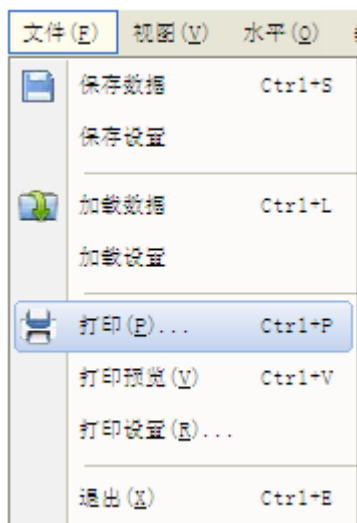 文件(F) 视图(V) 水平(O)
保存数据 Ctrl+S
保存设置
加载数据 Ctrl+L
加载设置
打印(P)... Ctrl+P
打印预览(V) Ctrl+V
打印设置(R)...
退出(X) Ctrl+E